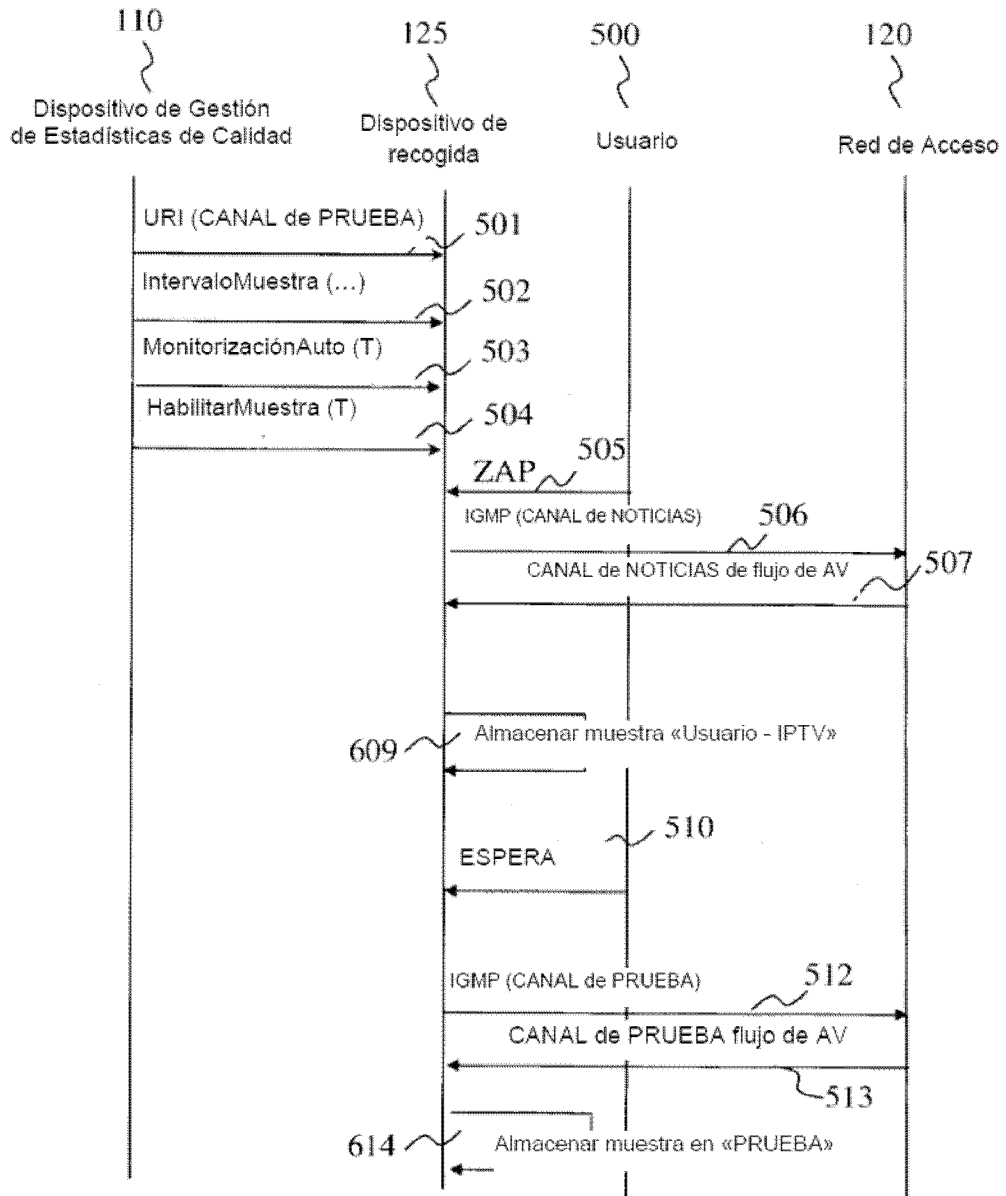 110
125
500
120
Dispositivo de Gestión
de Estadísticas de Calidad
Dispositivo de
recogida
Usuario
Red de Acceso
URI (CANAL de PRUEBA)
501
IntervaloMuestra (...)
502
MonitorizaciónAuto (T)
503
HabilitarMuestra (T)
504
505
ZAP
IGMP (CANAL de NOTICIAS)
506
CANAL de NOTICIAS de flujo de AV
507
Almacenar muestra «Usuario - IPTV»
609
510
ESPERA
IGMP (CANAL de PRUEBA)
512
CANAL de PRUEBA flujo de AV
513
614
Almacenar muestra en «PRUEBA»